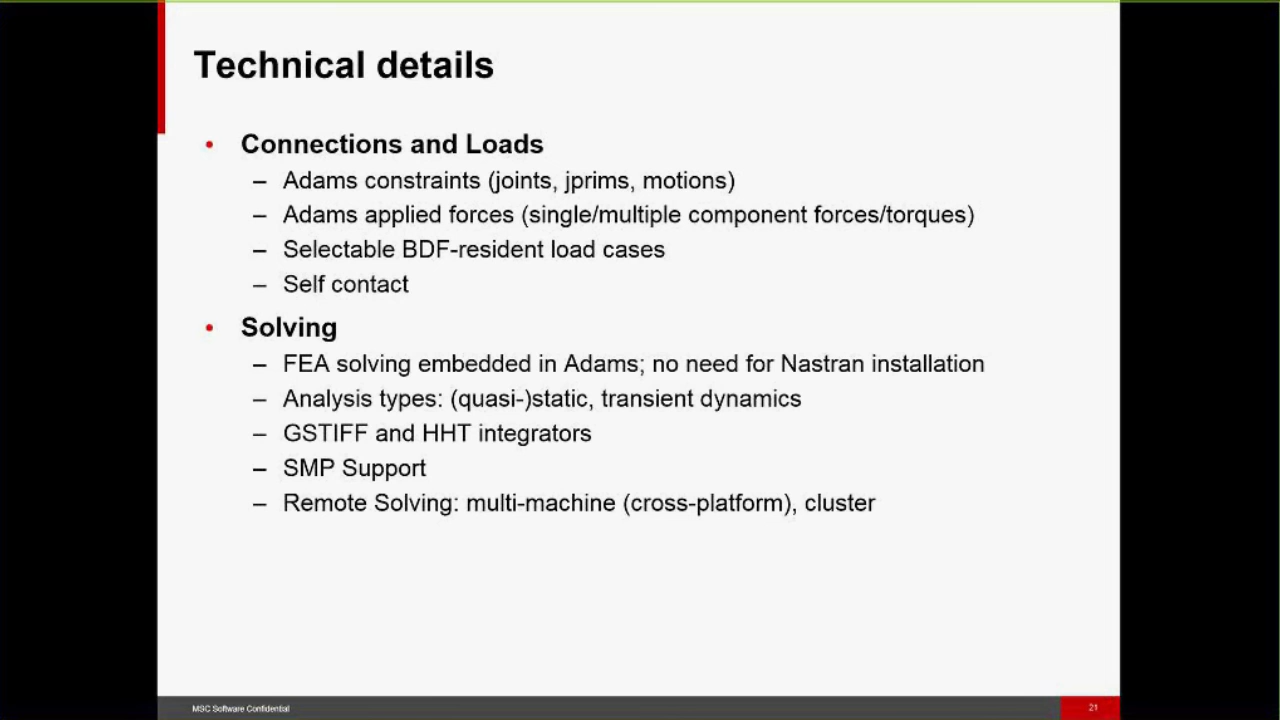 Technical details
• Connections and Loads
– Adams constraints (joints, jprims, motions)
– Adams applied forces (single/multiple component forces/torques)
– Selectable BDF-resident load cases
– Self contact
• Solving
– FEA solving embedded in Adams; no need for Nastran installation
– Analysis types: (quasi-)static, transient dynamics
– GSTIFF and HHT integrators
– SMP Support
– Remote Solving: multi-machine (cross-platform), cluster
MSC Software Confidential
21